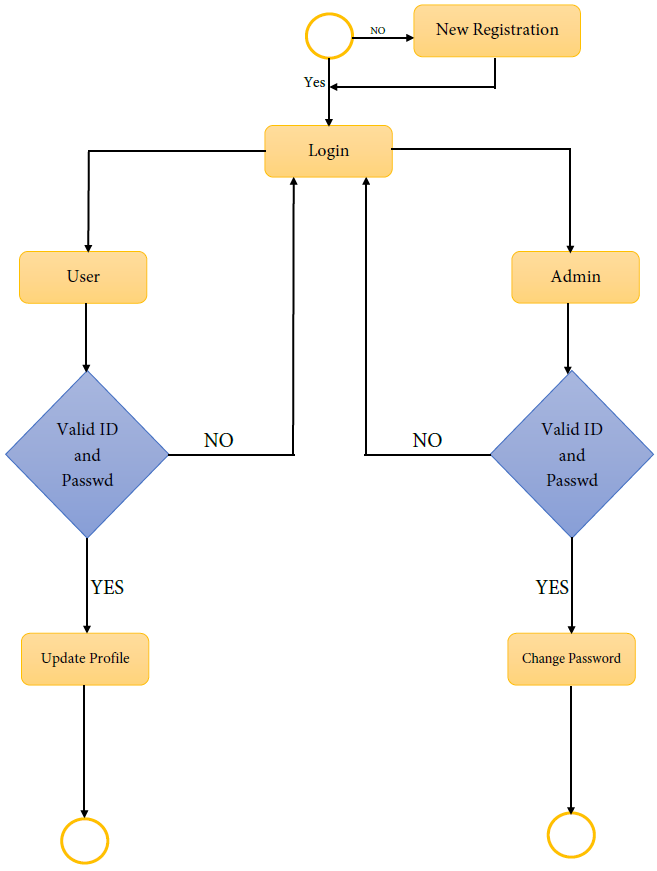 NO
New Registration
Yes
Login
User
Admin
Valid ID
and
Passwd
NO
NO
Valid ID
and
Passwd
YES
YES
Update Profile
Change Password